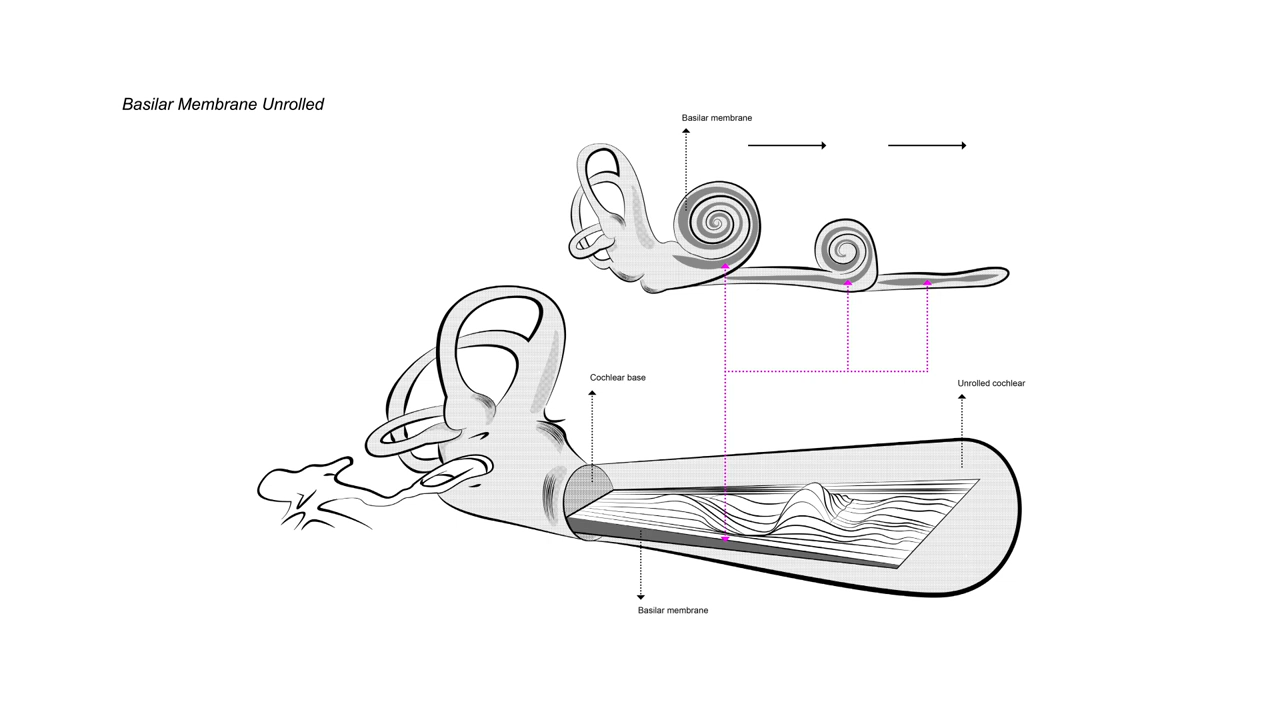 Basilar Membrane Unrolled
Basilar membrane
Cochlear base
Unrolled cochlear
Basilar membrane